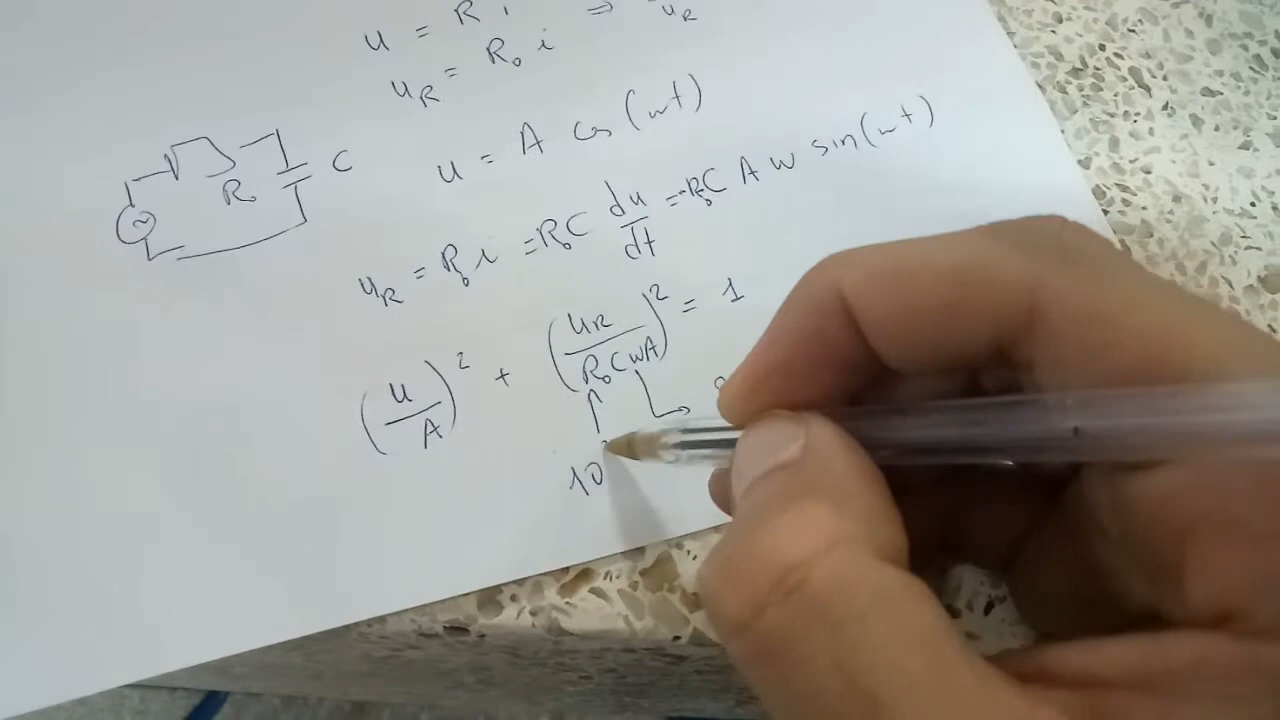 u = R i ⇒ u_R
u_R = R₀ i
u = A cos (wt)
R₀ C
u_R = R₀ i = R₀C du/dt = -R₀C A w sin(wt)
(u/A)² + (u_R/R₀CwA)² = 1
10